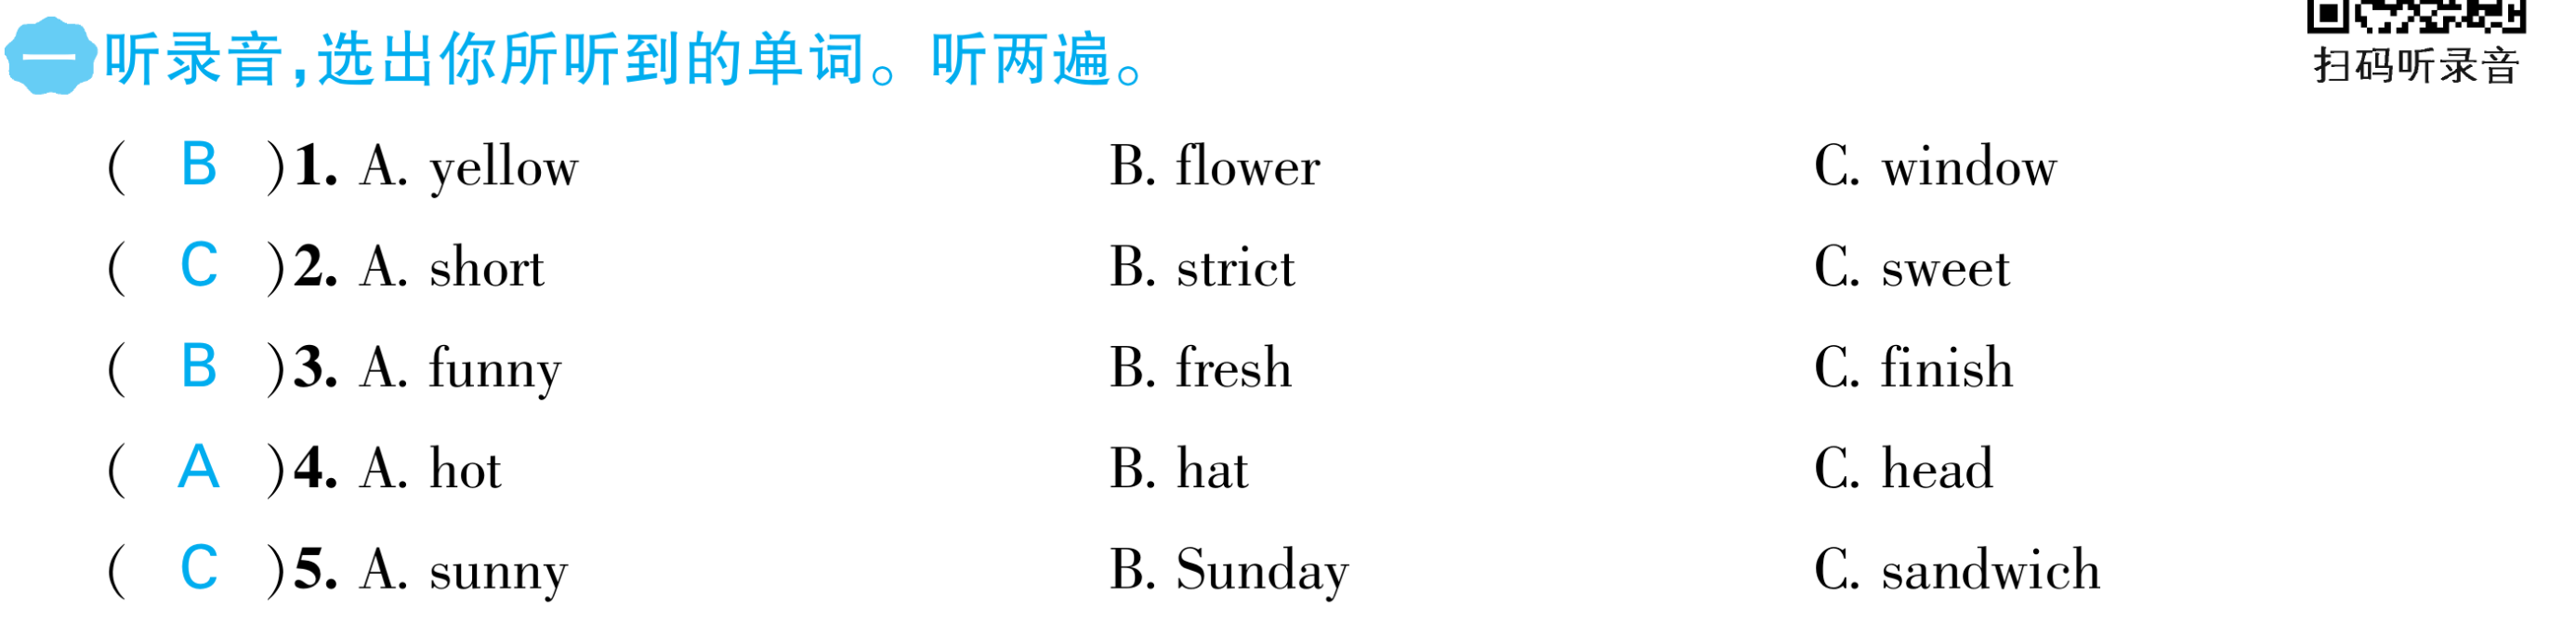 一 听录音,选出你所听到的单词。听两遍。
扫码听录音
( B )1. A. yellow B. flower C. window
( C )2. A. short B. strict C. sweet
( B )3. A. funny B. fresh C. finish
( A )4. A. hot B. hat C. head
( C )5. A. sunny B. Sunday C. sandwich